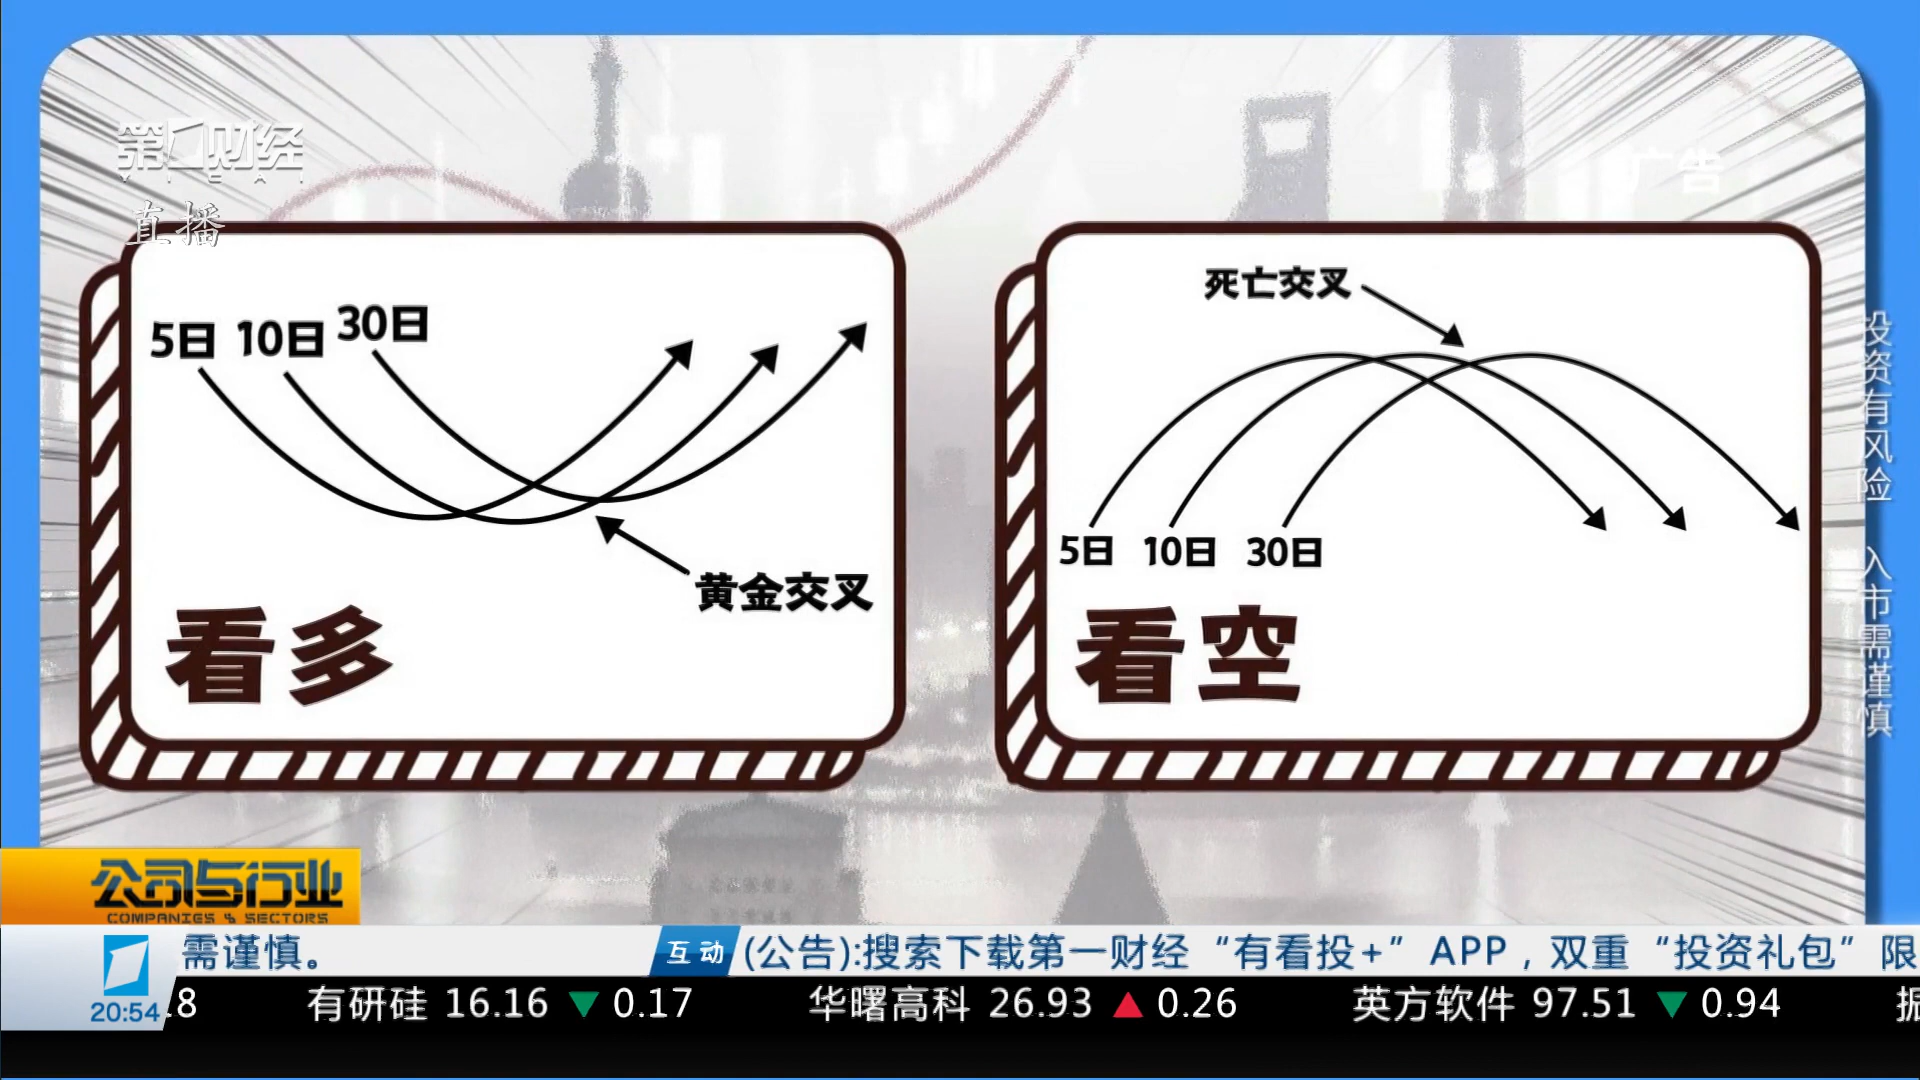 第一财经
YICAI
直播
广告
5日 10日 30日
黄金交叉
看多
死亡交叉
5日 10日 30日
看空
投资有风险 入市需谨慎
公司与行业
COMPANIES & SECTORS
需谨慎。
互动 (公告):搜索下载第一财经“有看投+”APP，双重“投资礼包”限
20:54
.8 有研硅 16.16 ▼ 0.17 华曙高科 26.93 ▲ 0.26 英方软件 97.51 ▼ 0.94